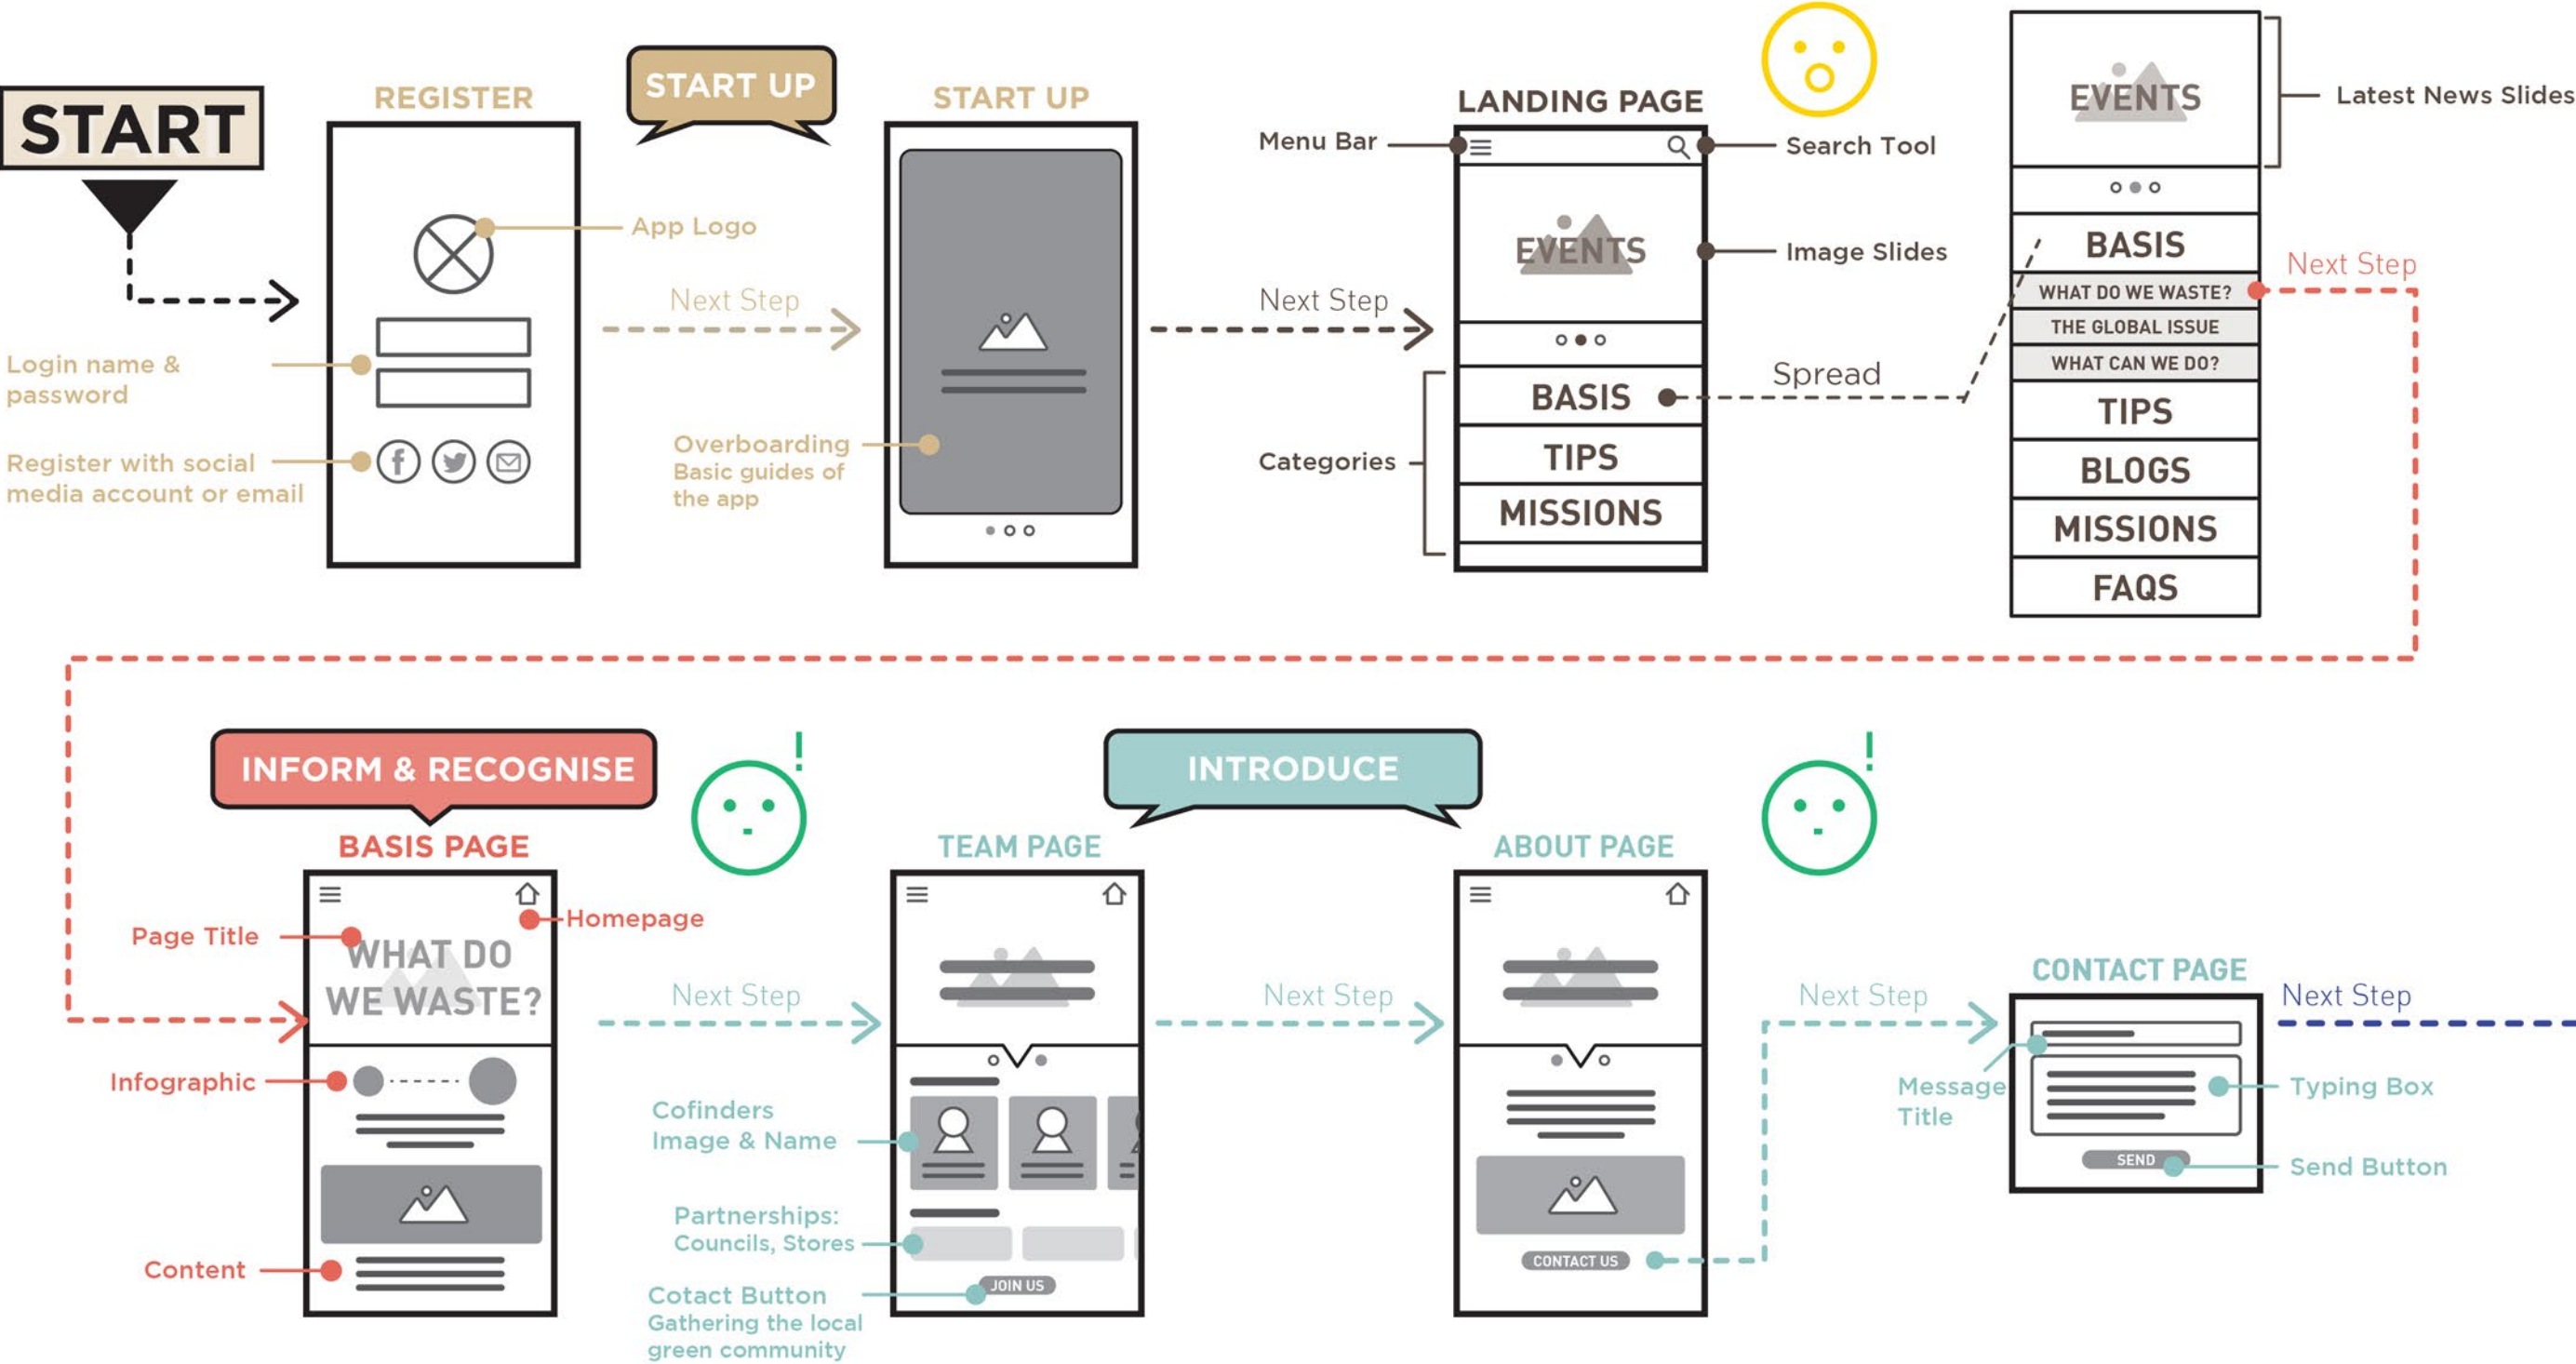 START
REGISTER
START UP
START UP
App Logo
Login name &
password
Register with social
media account or email
Next Step
Overboarding
Basic guides of
the app
Next Step
LANDING PAGE
Menu Bar
Search Tool
EVENTS
Image Slides
Categories
BASIS
TIPS
MISSIONS
Spread
EVENTS
Latest News Slides
BASIS
WHAT DO WE WASTE?
THE GLOBAL ISSUE
WHAT CAN WE DO?
TIPS
BLOGS
MISSIONS
FAQS
Next Step
INFORM & RECOGNISE
BASIS PAGE
Page Title
Homepage
WHAT DO
WE WASTE?
Infographic
Content
Next Step
INTRODUCE
TEAM PAGE
Cofinders
Image & Name
Partnerships:
Councils, Stores
Cotact Button
Gathering the local
green community
JOIN US
Next Step
ABOUT PAGE
CONTACT US
Next Step
CONTACT PAGE
Message
Title
Typing Box
SEND
Send Button
Next Step